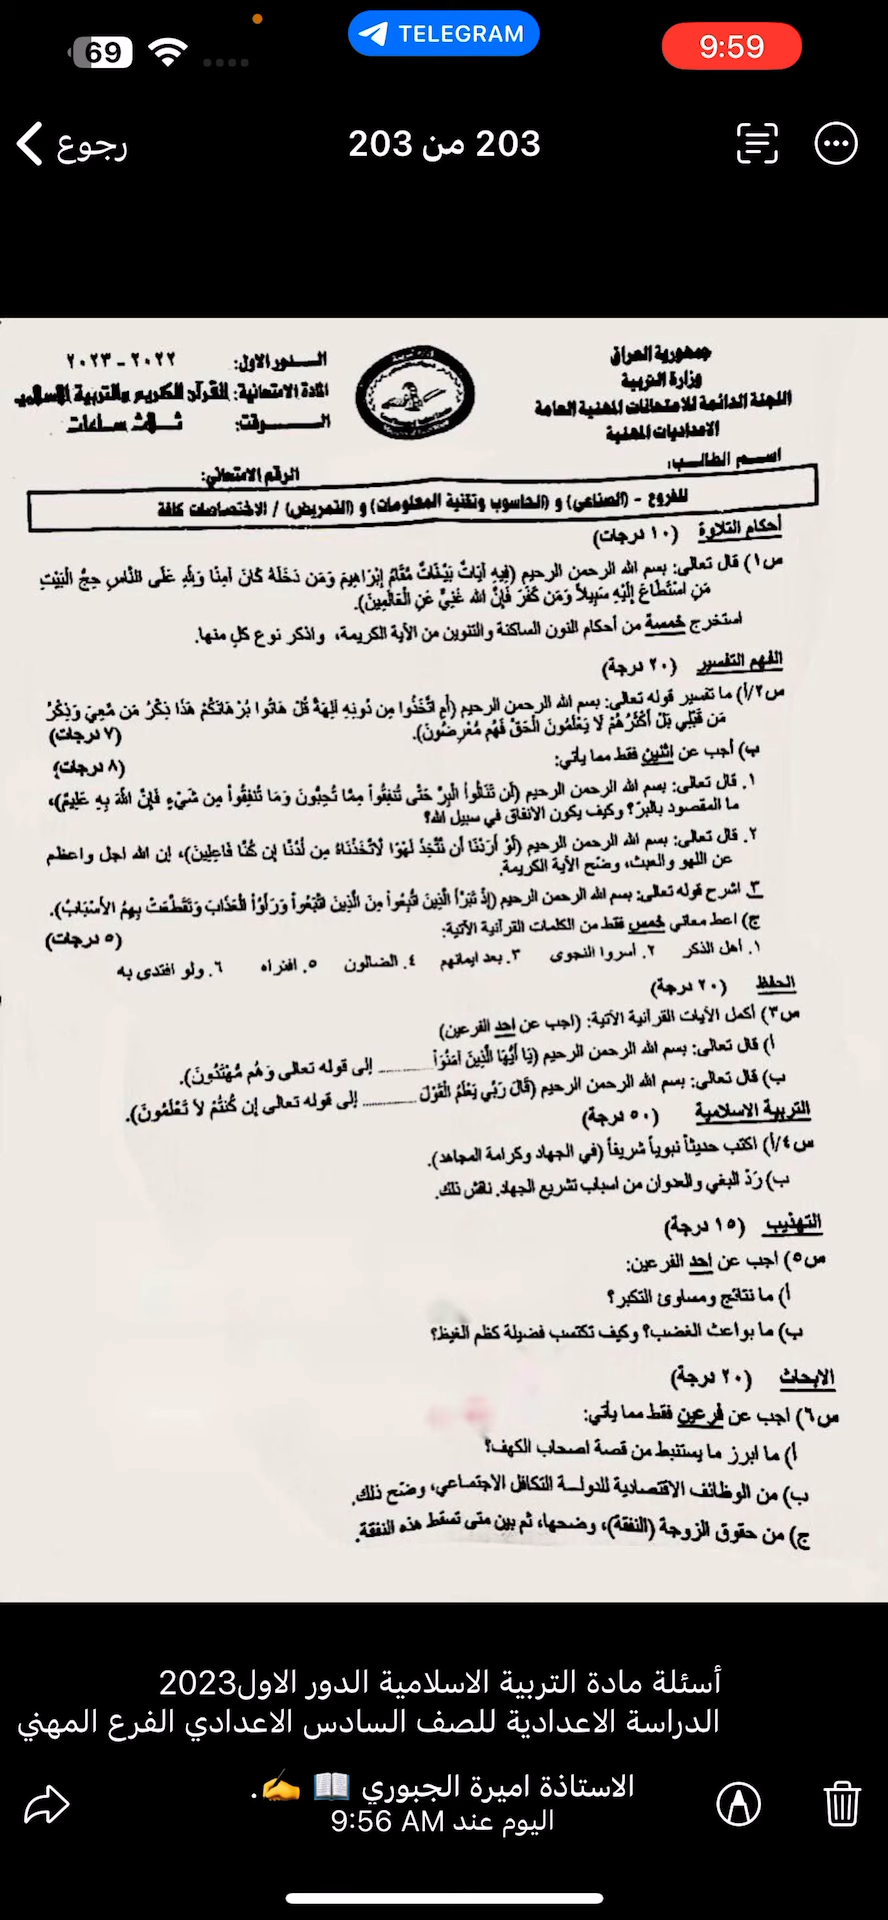 69
TELEGRAM
9:59
رجوع
203 من 203
جمهورية العراق
وزارة التربية
اللجنة الدائمة للامتحانات المهنية العامة
الاعداديات المهنية
الـــدور الاول: ٢٠٢٢ - ٢٠٢٣
المادة الامتحانية: القرآن الكريم والتربية الإسلامية
الـــوقت: ثـلاث ساعات
اسم الطالب:
الرقم الامتحاني:
للفروع - (الصناعي) و (الحاسوب وتقنية المعلومات) و (التمريض) / الاختصاصات كافة
أحكام التلاوة (١٠ درجات)
س١) قال تعالى: بسم الله الرحمن الرحيم (فِيهِ آيَاتٌ بَيِّنَاتٌ مَّقَامُ إِبْرَاهِيمَ وَمَن دَخَلَهُ كَانَ آمِنًا وَلِلَّهِ عَلَى النَّاسِ حِجُّ الْبَيْتِ
مَنِ اسْتَطَاعَ إِلَيْهِ سَبِيلاً وَمَن كَفَرَ فَإِنَّ الله غَنِيٌّ عَنِ الْعَالَمِينَ).
استخرج خمسة من أحكام النون الساكنة والتنوين من الآية الكريمة، واذكر نوع كل منها.
الفهم التفسير (٢٠ درجة)
س٢/أ) ما تفسير قوله تعالى: بسم الله الرحمن الرحيم (أَمِ اتَّخَذُوا مِن دُونِهِ آلِهَةً قُلْ هَاتُوا بُرْهَانَكُمْ هَذَا ذِكْرُ مَن مَّعِيَ وَذِكْرُ
مَن قَبْلِي بَلْ أَكْثَرُهُمْ لَا يَعْلَمُونَ الْحَقَّ فَهُم مُّعْرِضُونَ). (٧ درجات)
ب) أجب عن اثنين فقط مما يأتي: (٨ درجات)
١. قال تعالى: بسم الله الرحمن الرحيم (لَن تَنَالُوا الْبِرَّ حَتَّى تُنفِقُوا مِمَّا تُحِبُّونَ وَمَا تُنفِقُوا مِن شَيْءٍ فَإِنَّ اللهَ بِهِ عَلِيمٌ)،
ما المقصود بالبرّ؟ وكيف يكون الانفاق في سبيل الله؟
٢. قال تعالى: بسم الله الرحمن الرحيم (لَوْ أَرَدْنَا أَن نَّتَّخِذَ لَهْوًا لَّاتَّخَذْنَاهُ مِن لَّدُنَّا إِن كُنَّا فَاعِلِينَ)، إن الله اجل واعظم
عن اللهو والعبث، وضح الآية الكريمة.
٣. اشرح قوله تعالى: بسم الله الرحمن الرحيم (إِذْ تَبَرَّأَ الَّذِينَ اتُّبِعُوا مِنَ الَّذِينَ اتَّبَعُوا وَرَأَوُا الْعَذَابَ وَتَقَطَّعَتْ بِهِمُ الأَسْبَابُ).
ج) اعط معاني خمس فقط من الكلمات القرآنية الآتية: (٥ درجات)
١. أهل الذكر ٢. أسروا النجوى ٣. بعد ايمانهم ٤. الضالون ٥. افتراه ٦. ولو افتدى به
الحفظ (٢٠ درجة)
س٣) أكمل الآيات القرآنية الآتية: (اجب عن احد الفرعين)
أ) قال تعالى: بسم الله الرحمن الرحيم (يَا أَيُّهَا الَّذِينَ آمَنُوا ______ إلى قوله تعالى وَهُم مُّهْتَدُونَ).
ب) قال تعالى: بسم الله الرحمن الرحيم (قَالَ رَبِّي يَعْلَمُ الْقَوْلَ ______ إلى قوله تعالى إن كُنتُمْ لاَ تَعْلَمُونَ).
التربية الاسلامية (٥٠ درجة)
س٤/أ) اكتب حديثاً نبوياً شريفاً (في الجهاد وكرامة المجاهد).
ب) رَدّ البغي والعدوان من اسباب تشريع الجهاد. ناقش ذلك.
التهذيب (١٥ درجة)
س٥) اجب عن احد الفرعين:
أ) ما نتائج ومساوئ التكبر؟
ب) ما بواعث الغضب؟ وكيف تكتسب فضيلة كظم الغيظ؟
الابحاث (٢٠ درجة)
س٦) اجب عن فرعين فقط مما يأتي:
أ) ما ابرز ما يستنبط من قصة اصحاب الكهف؟
ب) من الوظائف الاقتصادية للدولــة التكافل الاجتماعي، وضّح ذلك.
ج) من حقوق الزوجة (النفقة)، وضحها، ثم بين متى تسقط هذه النفقة.
أسئلة مادة التربية الاسلامية الدور الاول2023
الدراسة الاعدادية للصف السادس الاعدادي الفرع المهني
الاستاذة اميرة الجبوري 📖 ✍️.
اليوم عند 9:56 AM